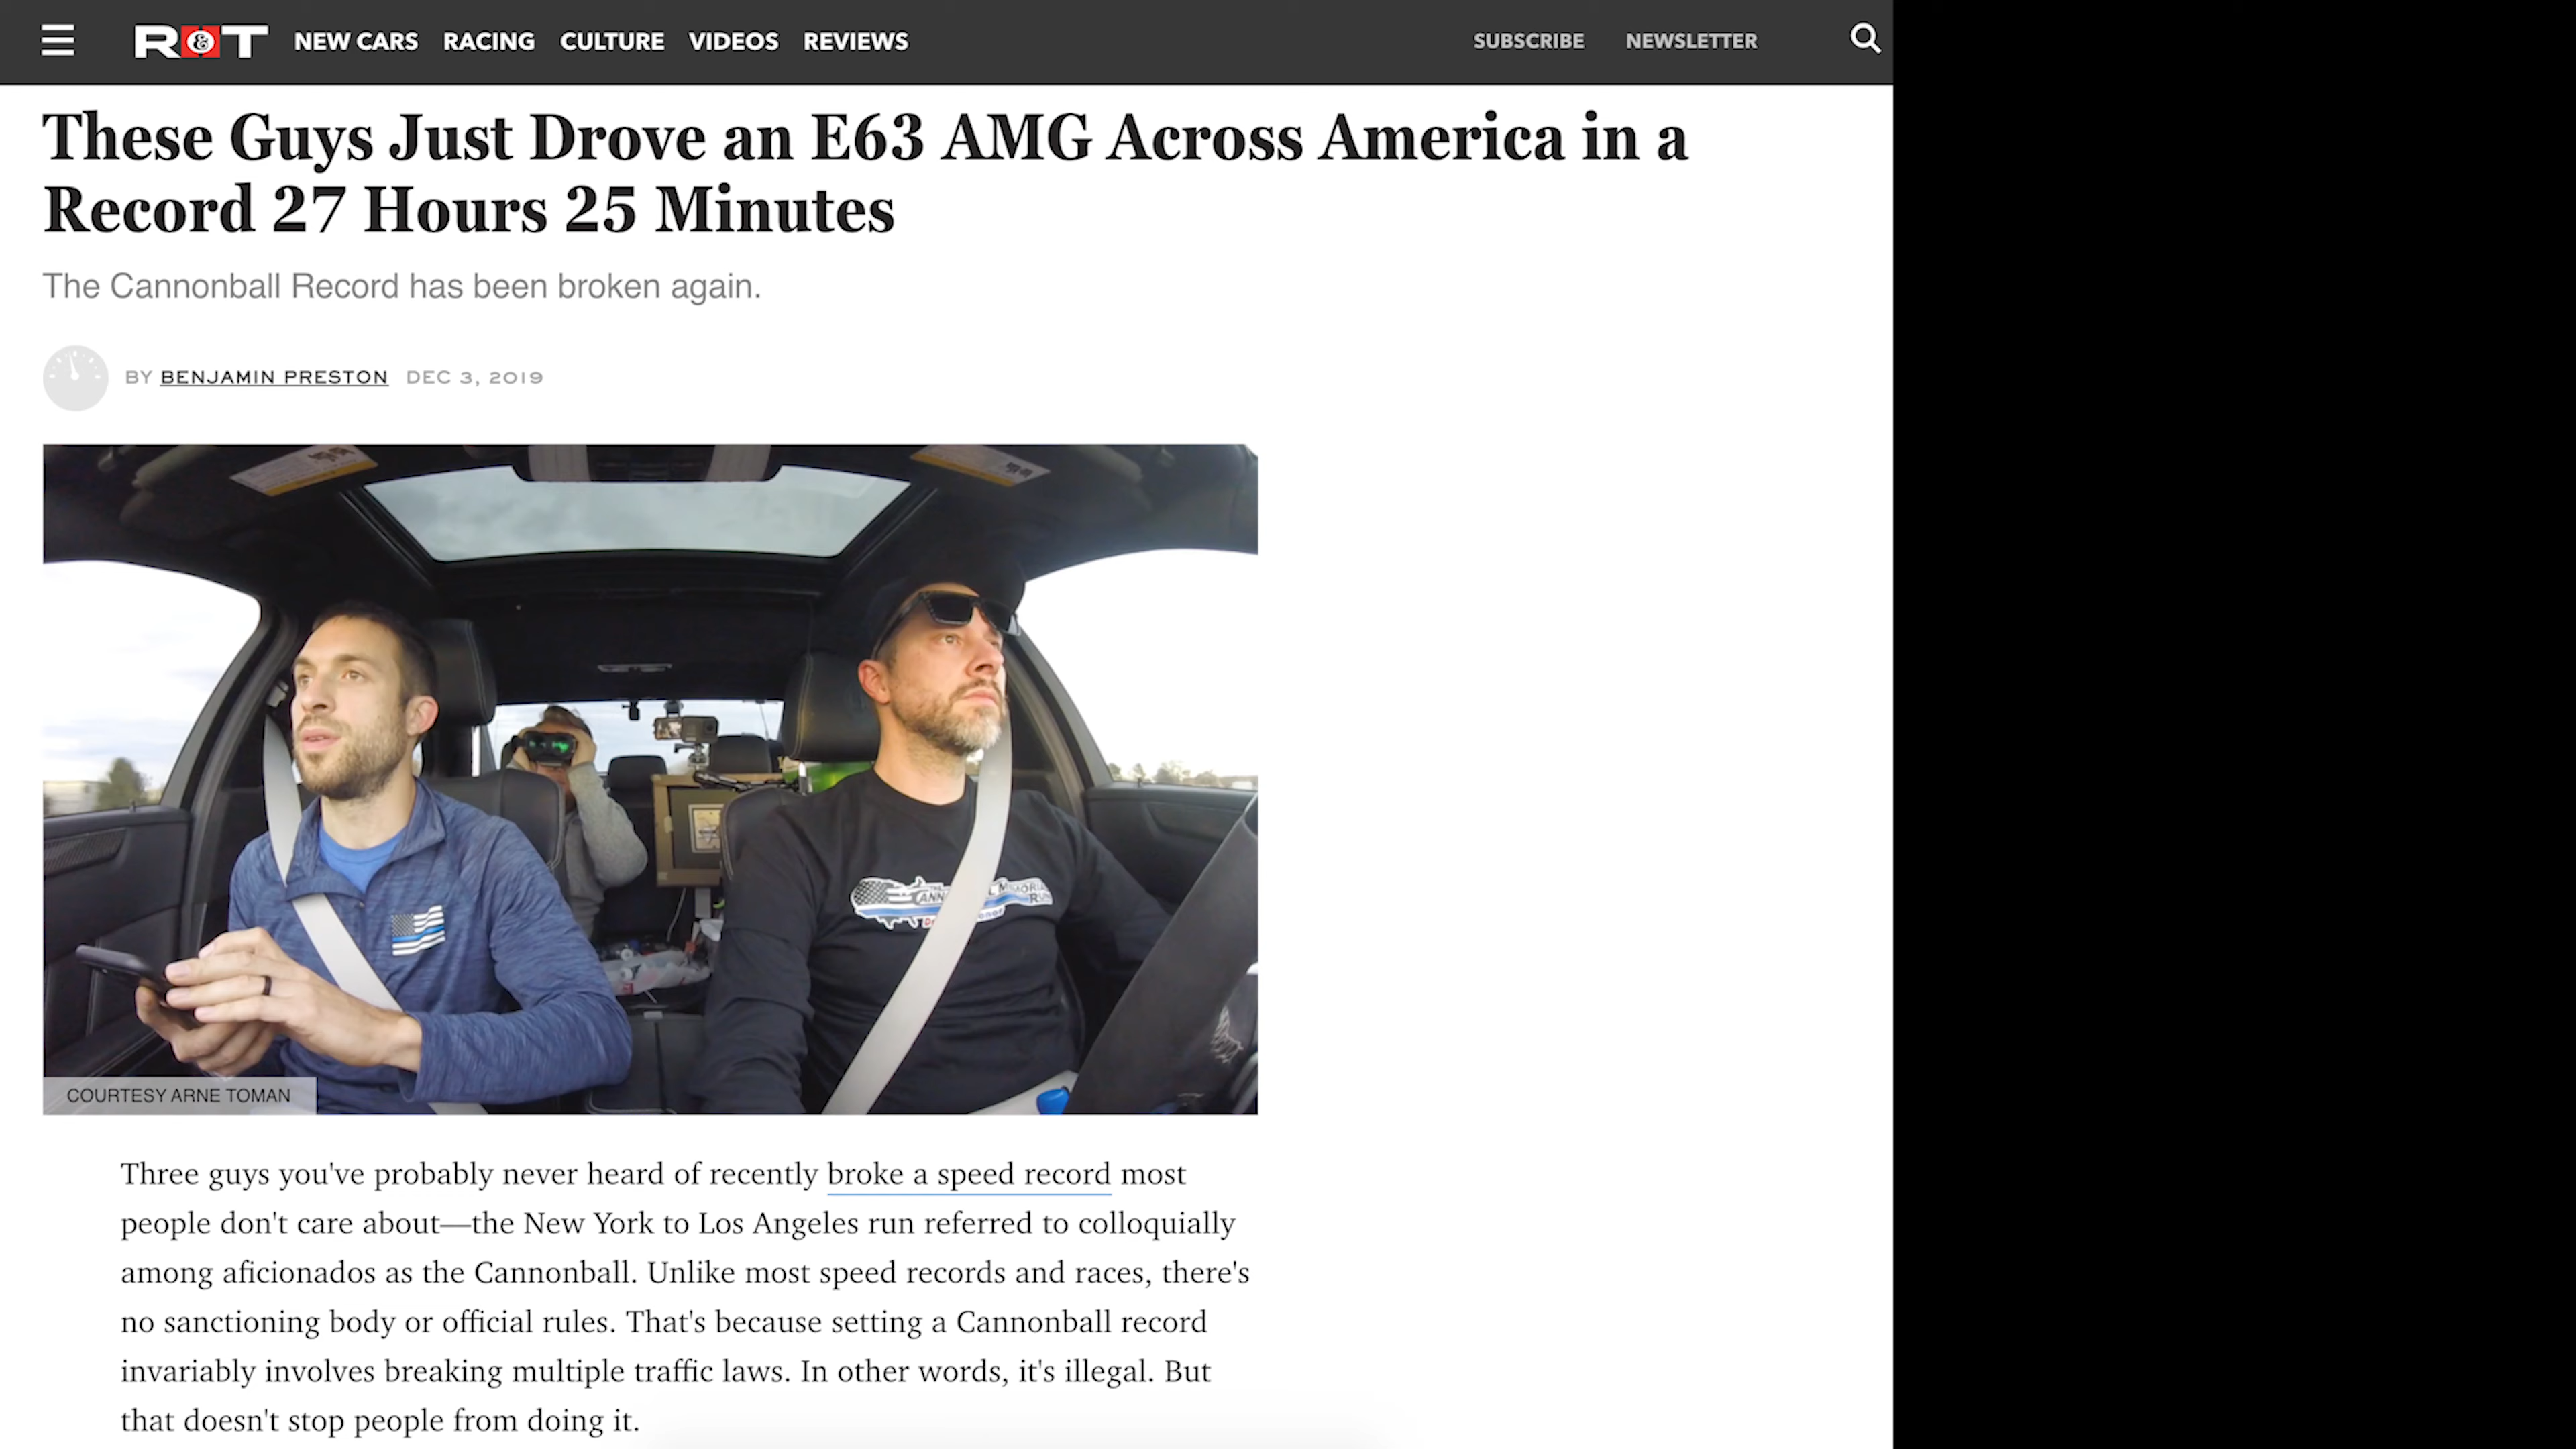 R&T NEW CARS RACING CULTURE VIDEOS REVIEWS SUBSCRIBE NEWSLETTER
These Guys Just Drove an E63 AMG Across America in a
Record 27 Hours 25 Minutes
The Cannonball Record has been broken again.
BY BENJAMIN PRESTON DEC 3, 2019
COURTESY ARNE TOMAN
Three guys you've probably never heard of recently broke a speed record most
people don't care about—the New York to Los Angeles run referred to colloquially
among aficionados as the Cannonball. Unlike most speed records and races, there's
no sanctioning body or official rules. That's because setting a Cannonball record
invariably involves breaking multiple traffic laws. In other words, it's illegal. But
that doesn't stop people from doing it.